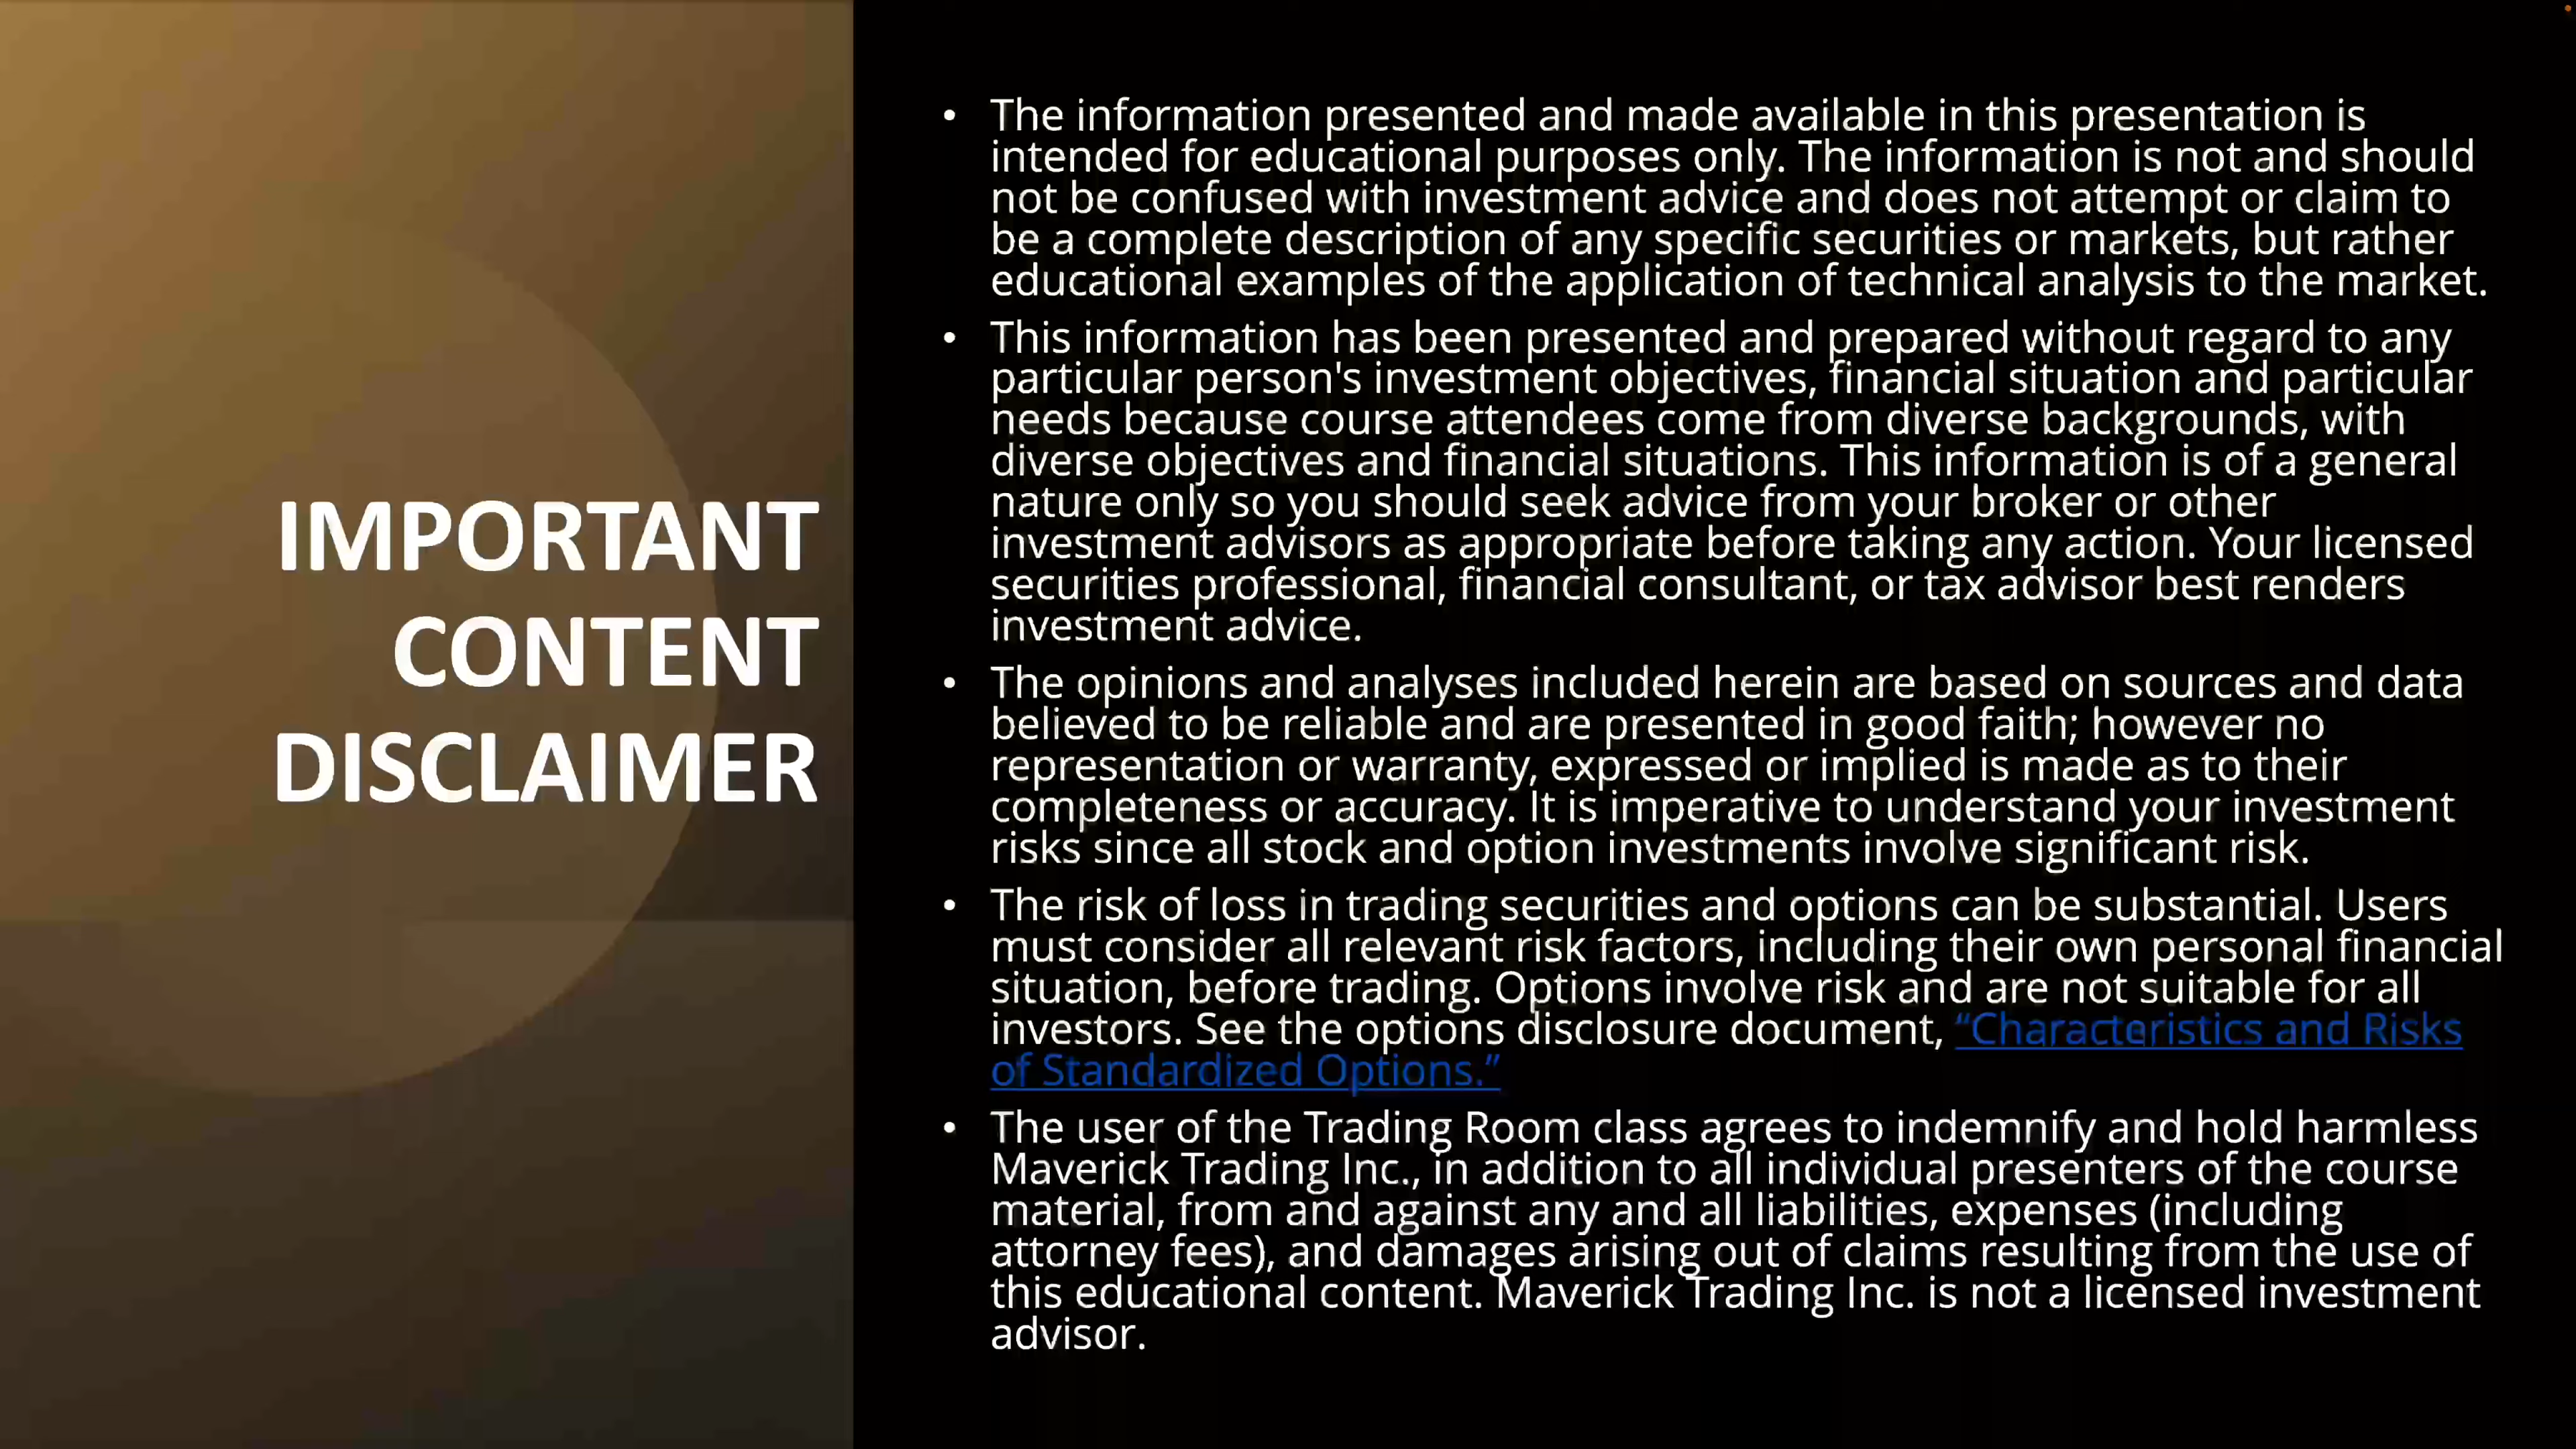 IMPORTANT
CONTENT
DISCLAIMER
• The information presented and made available in this presentation is
intended for educational purposes only. The information is not and should
not be confused with investment advice and does not attempt or claim to
be a complete description of any specific securities or markets, but rather
educational examples of the application of technical analysis to the market.
• This information has been presented and prepared without regard to any
particular person's investment objectives, financial situation and particular
needs because course attendees come from diverse backgrounds, with
diverse objectives and financial situations. This information is of a general
nature only so you should seek advice from your broker or other
investment advisors as appropriate before taking any action. Your licensed
securities professional, financial consultant, or tax advisor best renders
investment advice.
• The opinions and analyses included herein are based on sources and data
believed to be reliable and are presented in good faith; however no
representation or warranty, expressed or implied is made as to their
completeness or accuracy. It is imperative to understand your investment
risks since all stock and option investments involve significant risk.
• The risk of loss in trading securities and options can be substantial. Users
must consider all relevant risk factors, including their own personal financial
situation, before trading. Options involve risk and are not suitable for all
investors. See the options disclosure document, “Characteristics and Risks
of Standardized Options.”
• The user of the Trading Room class agrees to indemnify and hold harmless
Maverick Trading Inc., in addition to all individual presenters of the course
material, from and against any and all liabilities, expenses (including
attorney fees), and damages arising out of claims resulting from the use of
this educational content. Maverick Trading Inc. is not a licensed investment
advisor.